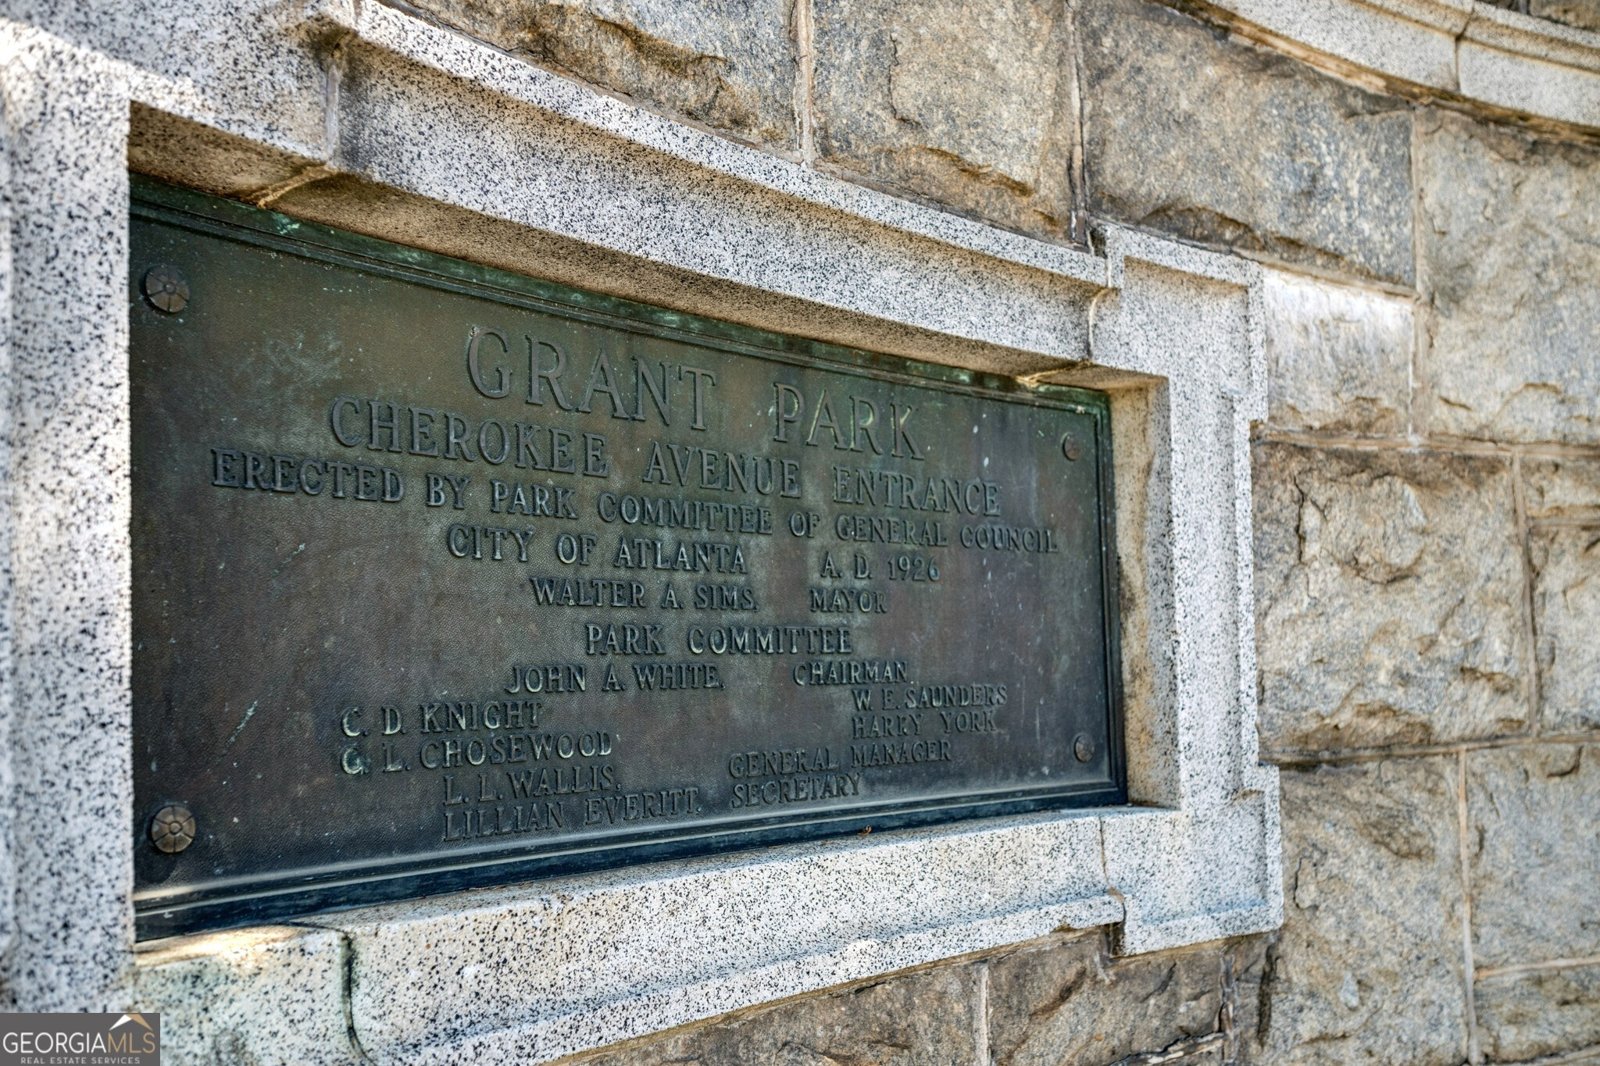 GRANT PARK
CHEROKEE AVENUE ENTRANCE
ERECTED BY PARK COMMITTEE OF GENERAL COUNCIL
CITY OF ATLANTA A. D. 1926
WALTER A. SIMS. MAYOR
PARK COMMITTEE
JOHN A. WHITE, CHAIRMAN
C. D. KNIGHT W. E. SAUNDERS
G. L. CHOSEWOOD HARRY YORK
L. L. WALLIS. GENERAL MANAGER
LILLIAN EVERITT. SECRETARY
GEORGIAMLS
REAL ESTATE SERVICES